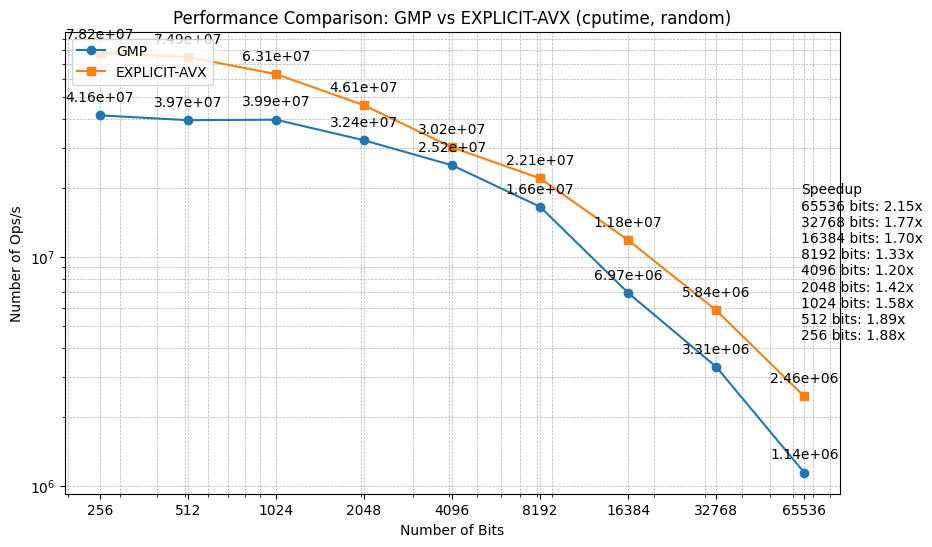 Performance Comparison: GMP vs EXPLICIT-AVX (cputime, random)
GMP
EXPLICIT-AVX
7.82e+07
7.49e+07
6.31e+07
4.61e+07
3.02e+07
2.21e+07
1.18e+07
5.84e+06
2.46e+06
4.16e+07
3.97e+07
3.99e+07
3.24e+07
2.52e+07
1.66e+07
6.97e+06
3.31e+06
1.14e+06
Speedup
65536 bits: 2.15x
32768 bits: 1.77x
16384 bits: 1.70x
8192 bits: 1.33x
4096 bits: 1.20x
2048 bits: 1.42x
1024 bits: 1.58x
512 bits: 1.89x
256 bits: 1.88x
Number of Ops/s
10⁷
10⁶
256 512 1024 2048 4096 8192 16384 32768 65536
Number of Bits